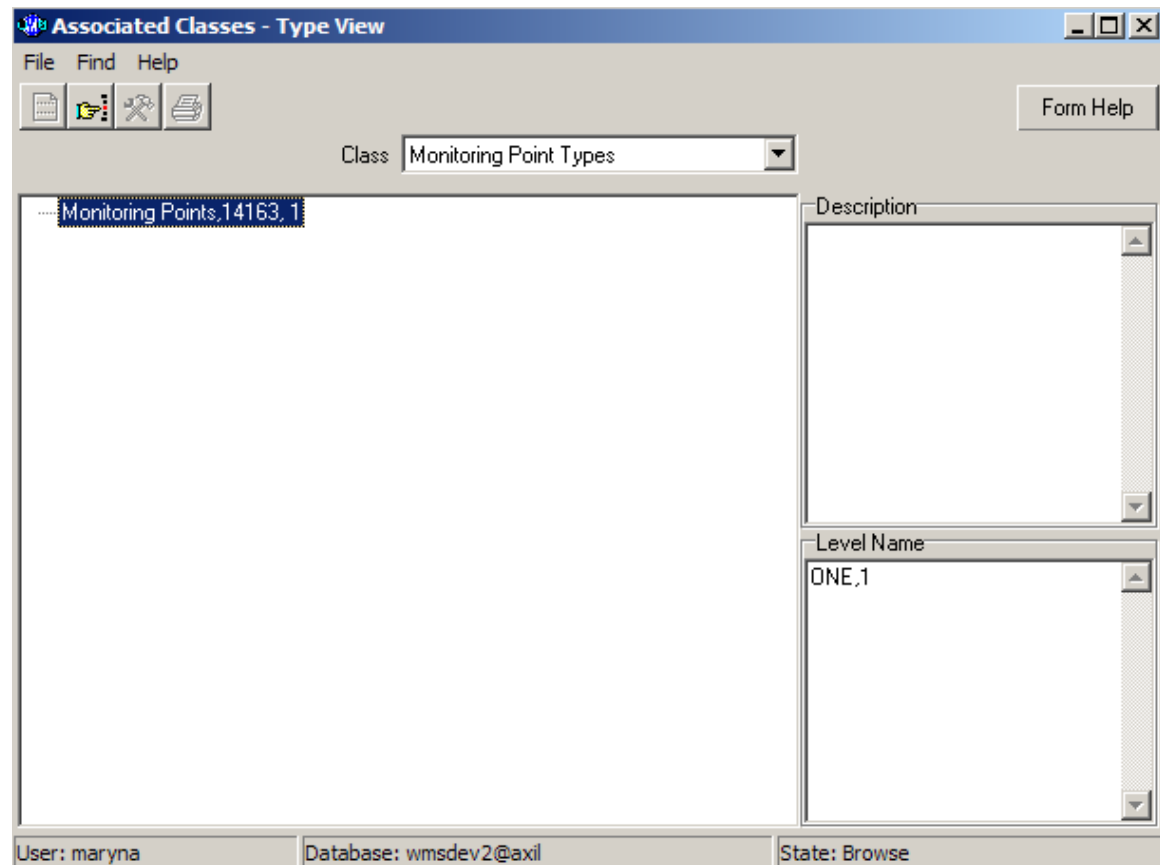 Associated Classes - Type View
File Find Help
Form Help
Class Monitoring Point Types
Monitoring Points,14163, 1
Description
Level Name
ONE,1
User: maryna Database: wmsdev2@axil State: Browse